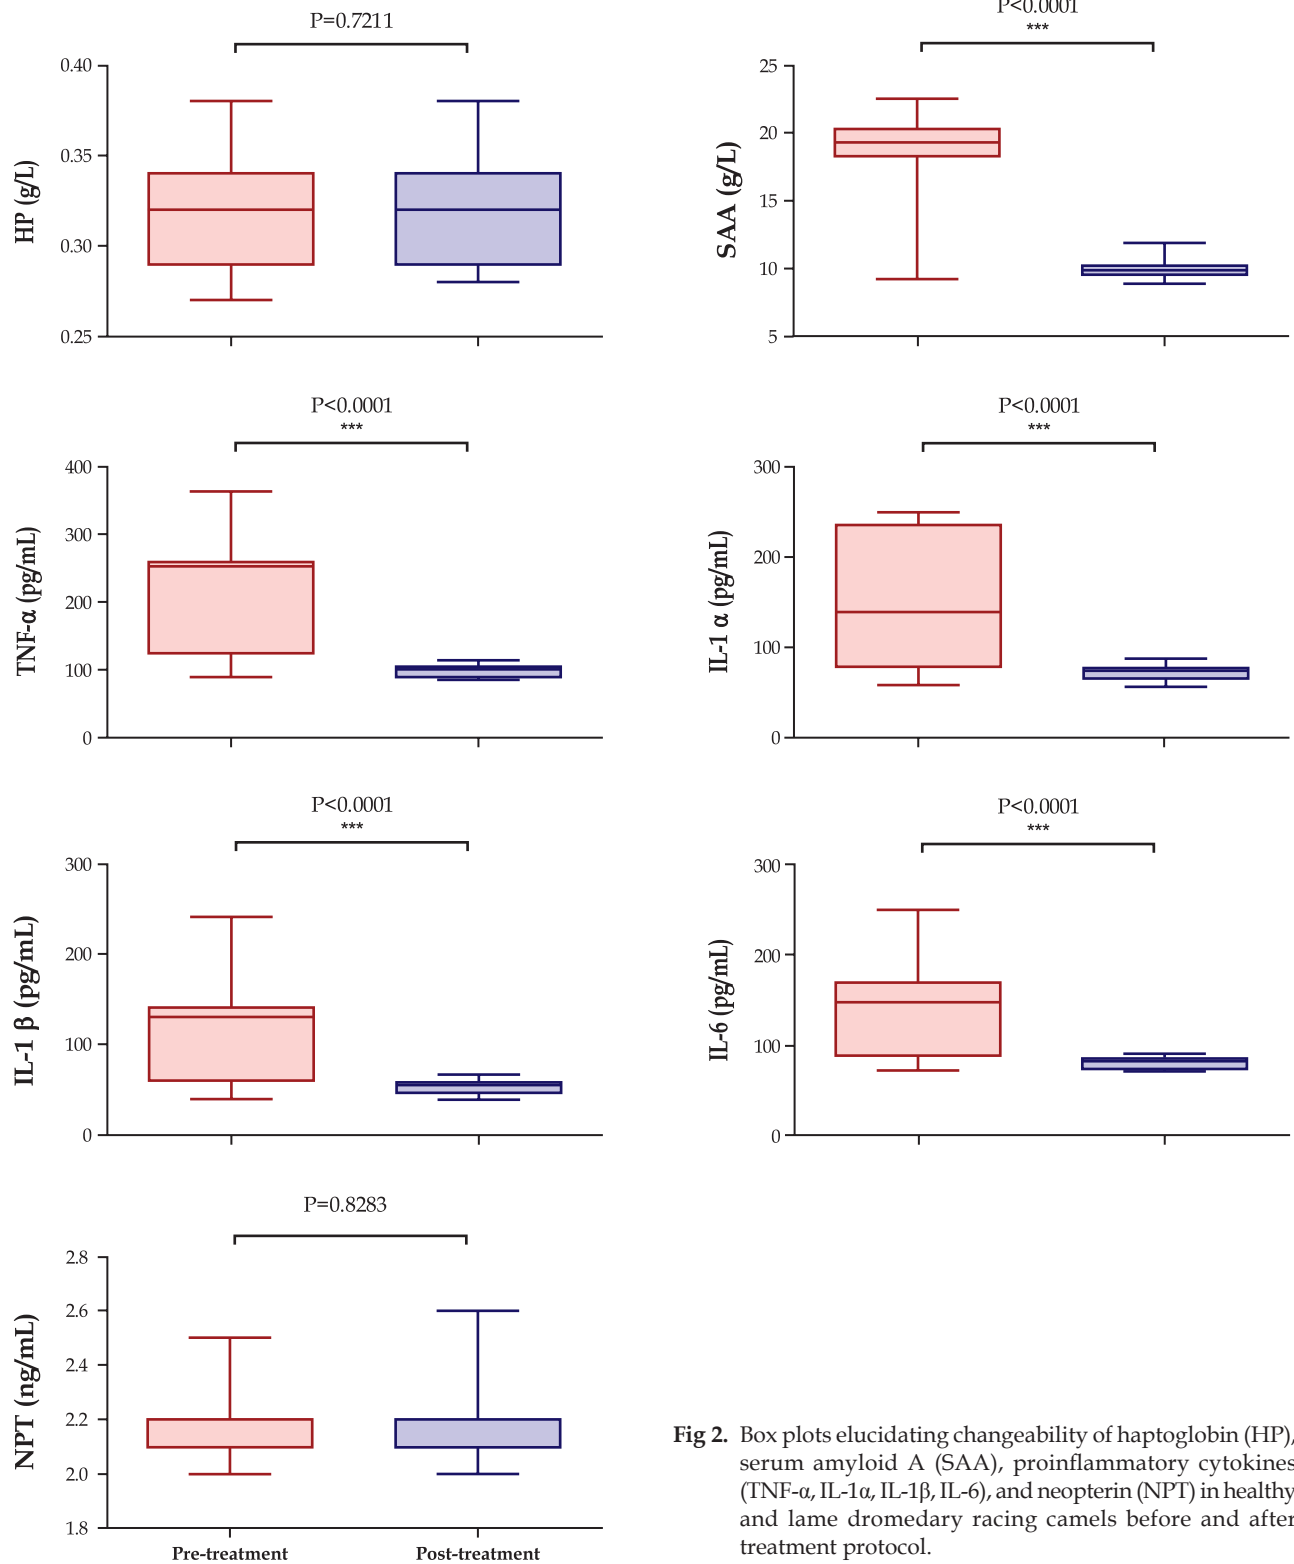 P=0.7211
0.40
0.35
0.30
0.25
HP (g/L)
P<0.0001
***
25
20
15
10
5
SAA (g/L)
P<0.0001
***
400
300
200
100
0
TNF-α (pg/mL)
P<0.0001
***
300
200
100
0
IL-1 α (pg/mL)
P<0.0001
***
300
200
100
0
IL-1 β (pg/mL)
P<0.0001
***
300
200
100
0
IL-6 (pg/mL)
P=0.8283
2.8
2.6
2.4
2.2
2.0
1.8
NPT (ng/mL)
Pre-treatment
Post-treatment
Fig 2. Box plots elucidating changeability of haptoglobin (HP),
serum amyloid A (SAA), proinflammatory cytokines
(TNF-α, IL-1α, IL-1β, IL-6), and neopterin (NPT) in healthy
and lame dromedary racing camels before and after
treatment protocol.